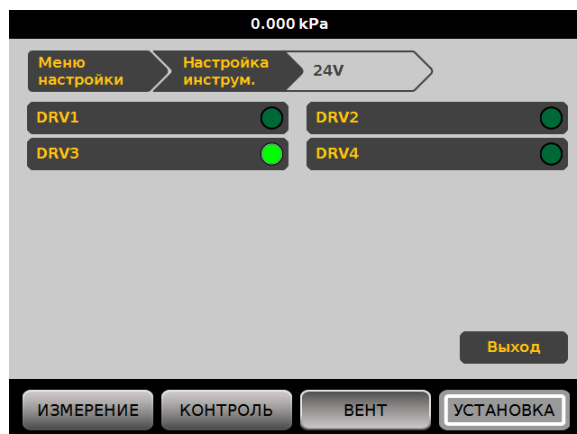 0.000 kPa
Меню
настройки
Настройка
инструм.
24V
DRV1
DRV2
DRV3
DRV4
Выход
ИЗМЕРЕНИЕ
КОНТРОЛЬ
ВЕНТ
УСТАНОВКА